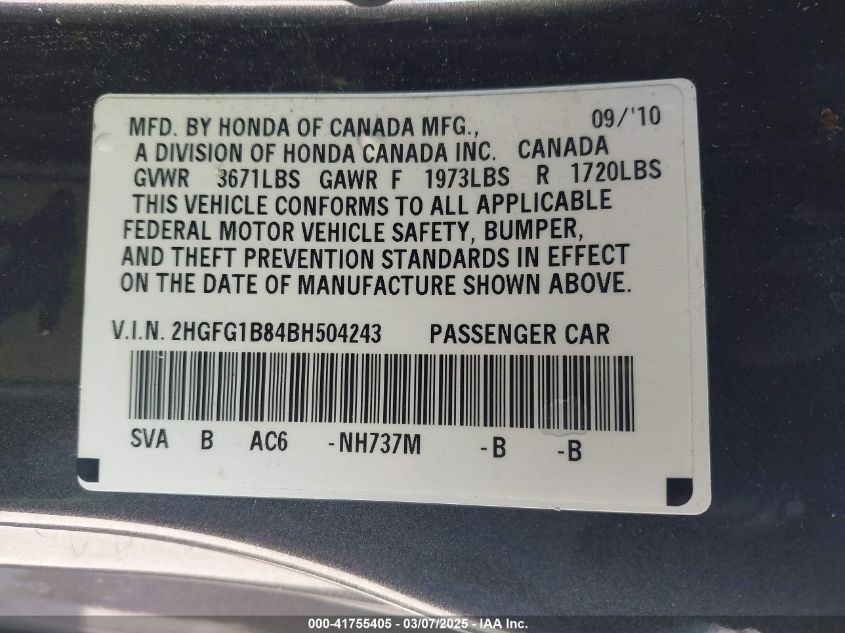 MFD. BY HONDA OF CANADA MFG., 09/'10
A DIVISION OF HONDA CANADA INC. CANADA
GVWR 3671LBS GAWR F 1973LBS R 1720LBS
THIS VEHICLE CONFORMS TO ALL APPLICABLE
FEDERAL MOTOR VEHICLE SAFETY, BUMPER,
AND THEFT PREVENTION STANDARDS IN EFFECT
ON THE DATE OF MANUFACTURE SHOWN ABOVE.
V.I.N. 2HGFG1B84BH504243 PASSENGER CAR
SVA B AC6 -NH737M -B -B
000-41755405 - 03/07/2025 - IAA Inc.